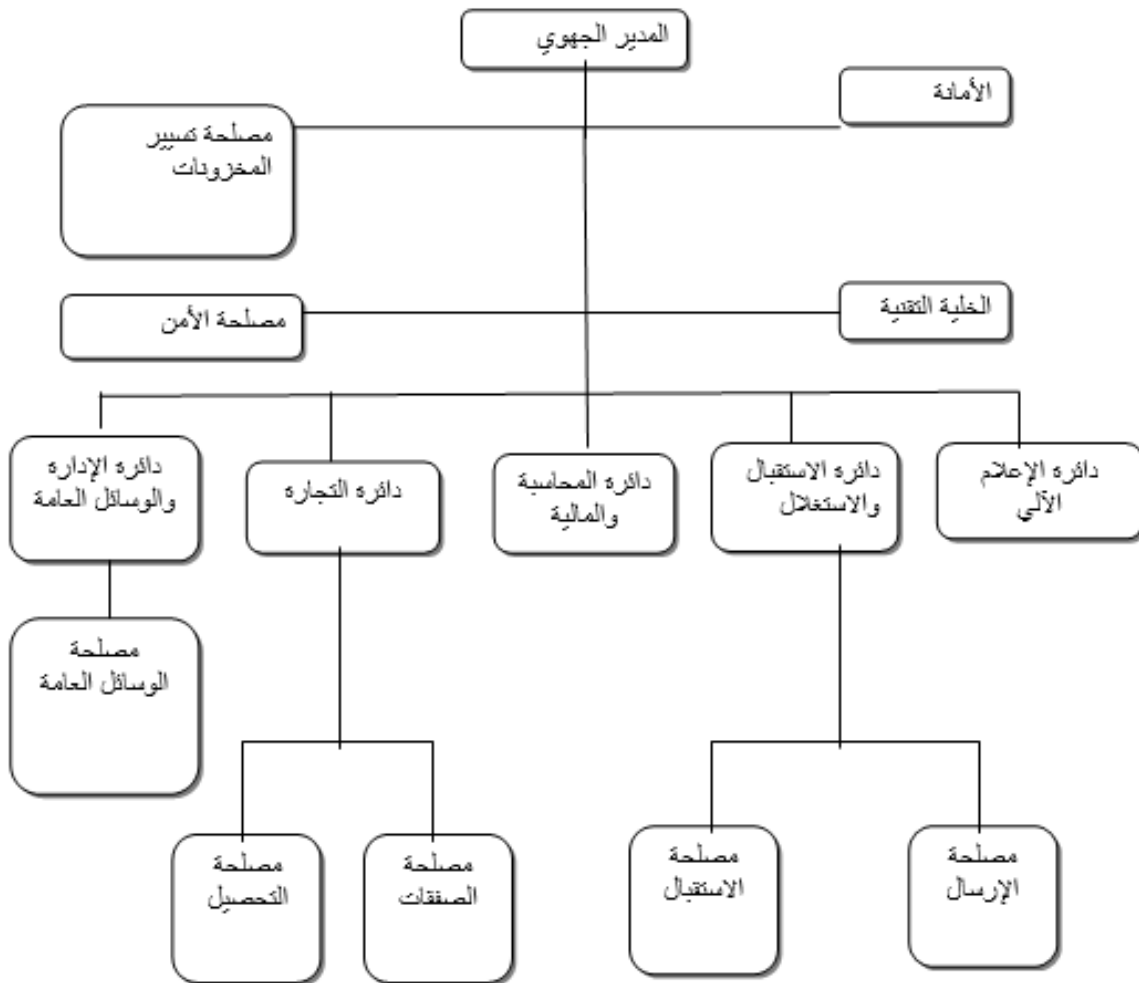 المدير الجهوي
الأمانة
مصلحة تسيير
المخزونات
الخلية التقنية
مصلحة الأمن
دائرة الإعلام
الآلي
دائرة الاستقبال
والاستغلال
دائرة المحاسبة
والمالية
دائرة التجارة
دائرة الإدارة
والوسائل العامة
مصلحة
الوسائل العامة
مصلحة
الإرسال
مصلحة
الاستقبال
مصلحة
الصفقات
مصلحة
التحصيل